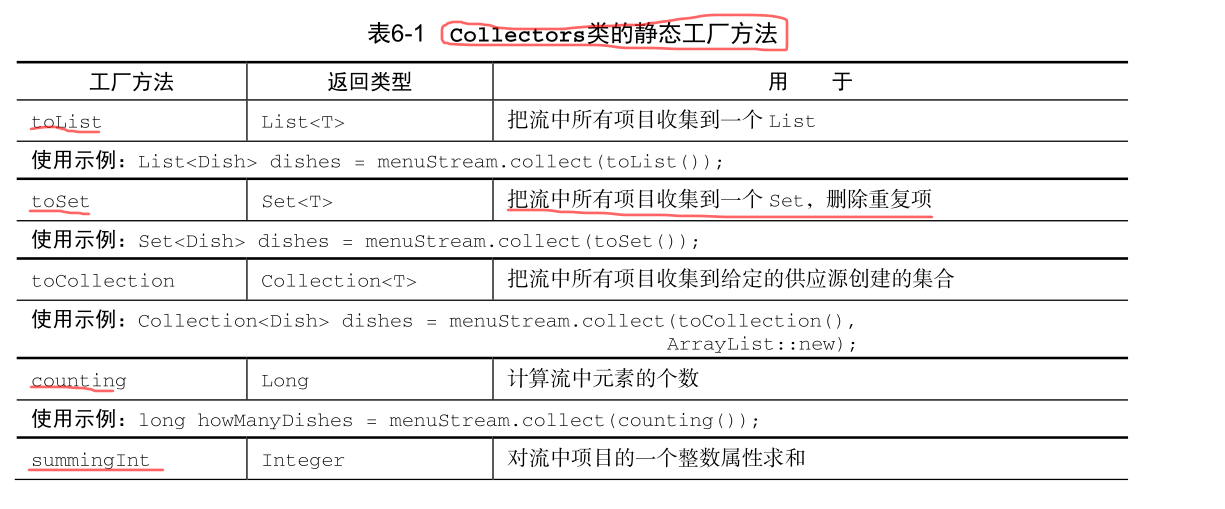 表6-1 Collectors类的静态工厂方法
工厂方法 返回类型 用 于
toList List<T> 把流中所有项目收集到一个 List
使用示例：List<Dish> dishes = menuStream.collect(toList());
toSet Set<T> 把流中所有项目收集到一个 Set，删除重复项
使用示例：Set<Dish> dishes = menuStream.collect(toSet());
toCollection Collection<T> 把流中所有项目收集到给定的供应源创建的集合
使用示例：Collection<Dish> dishes = menuStream.collect(toCollection(),
ArrayList::new);
counting Long 计算流中元素的个数
使用示例：long howManyDishes = menuStream.collect(counting());
summingInt Integer 对流中项目的一个整数属性求和